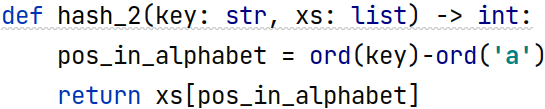 def hash_2(key: str, xs: list) -> int:
    pos_in_alphabet = ord(key)-ord('a')
    return xs[pos_in_alphabet]